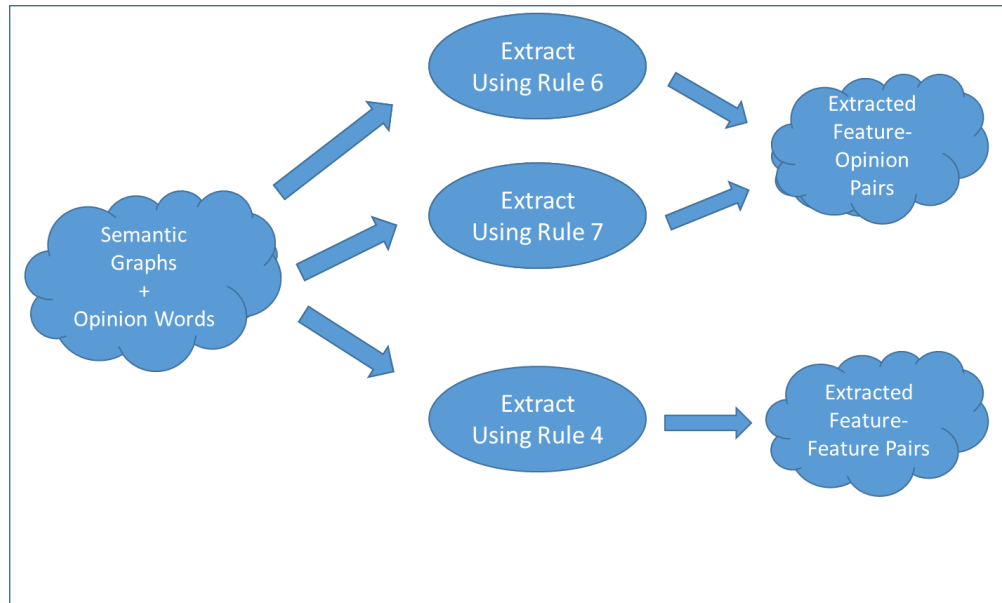 Extract
Using Rule 6
Extracted
Feature-
Opinion
Pairs
Extract
Using Rule 7
Semantic
Graphs
+
Opinion Words
Extract
Using Rule 4
Extracted
Feature-
Feature Pairs